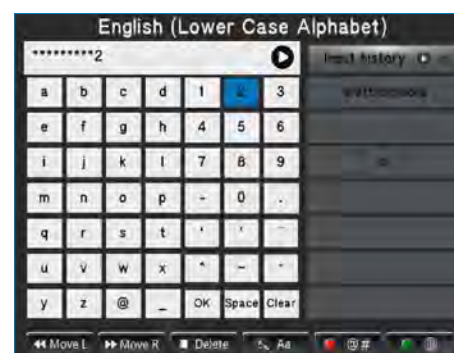 English (Lower Case Alphabet)
*********2
Input history
a b c d 1 2 3
e f g h 4 5 6
i j k l 7 8 9
m n o p - 0 .
q r s t
u v w x
y z @ _ OK Space Clear
Move L Move R Delete Aa @#